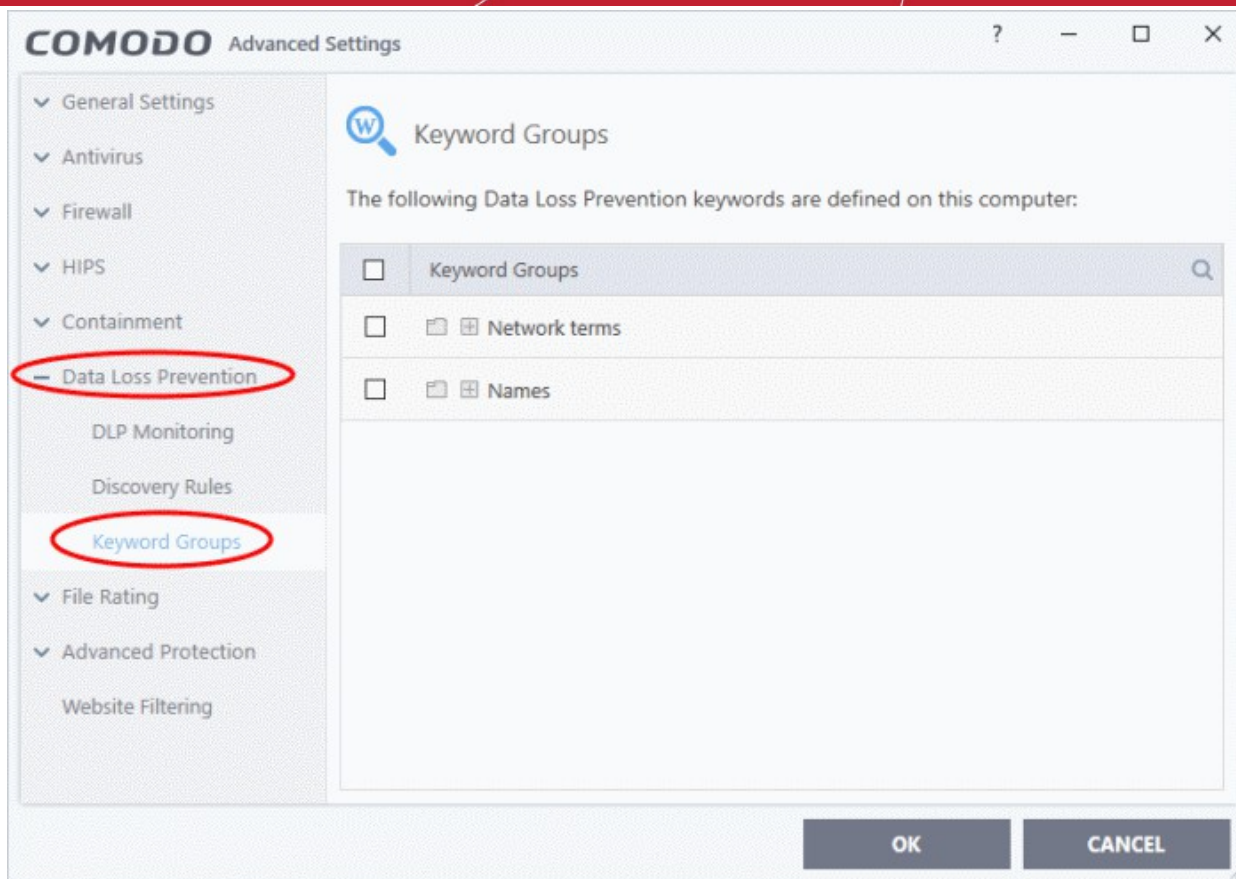 COMODO Advanced Settings
?
General Settings
Antivirus
Firewall
HIPS
Containment
Data Loss Prevention
DLP Monitoring
Discovery Rules
Keyword Groups
File Rating
Advanced Protection
Website Filtering
W
Keyword Groups
The following Data Loss Prevention keywords are defined on this computer:
Keyword Groups
Network terms
Names
OK
CANCEL